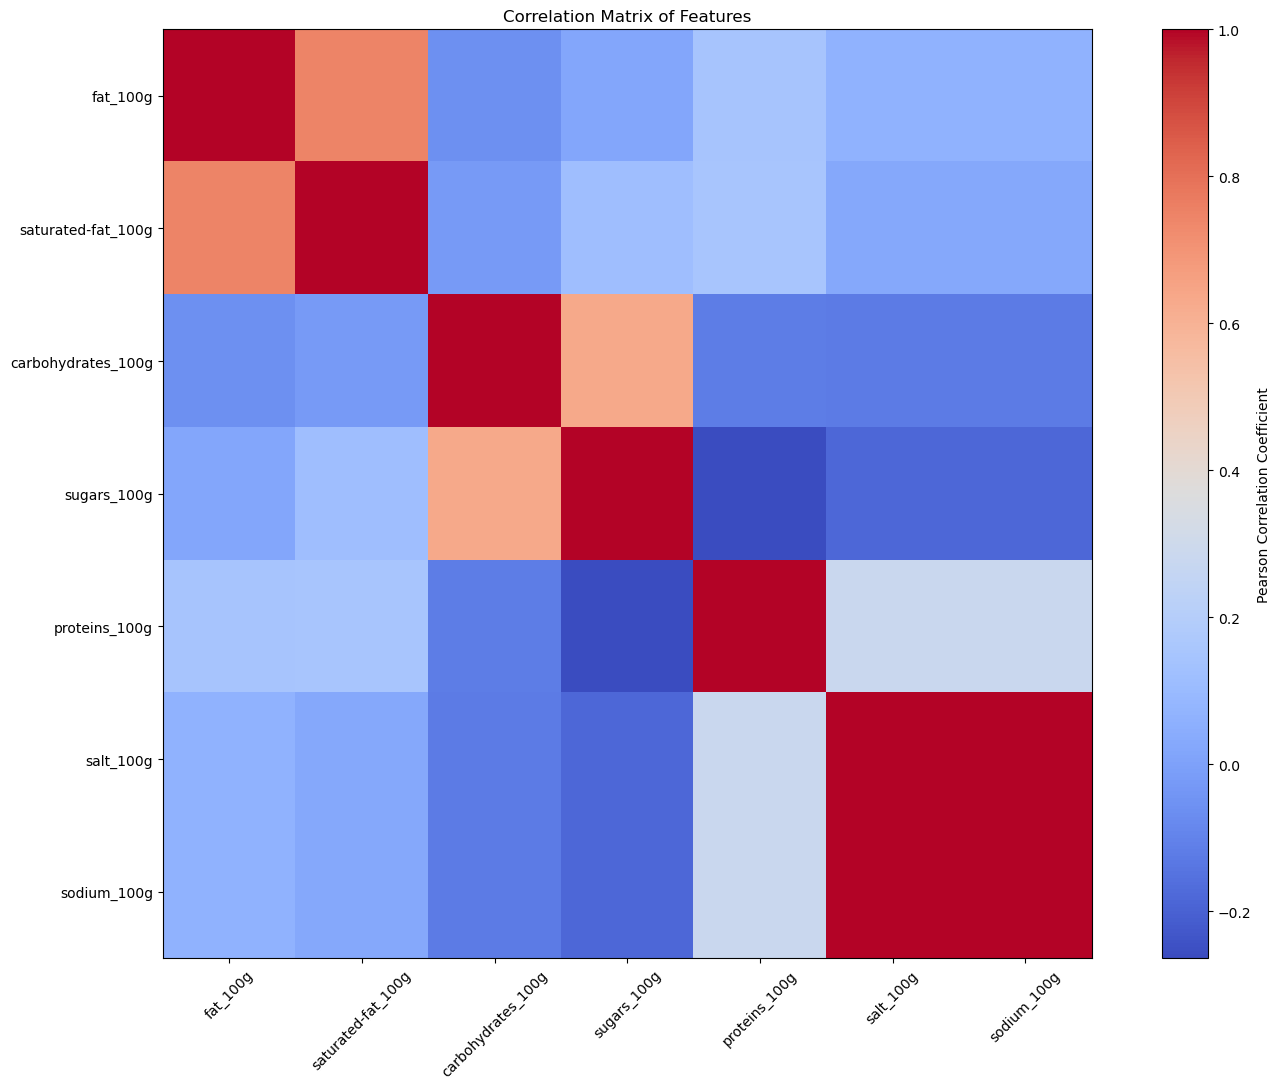 Correlation Matrix of Features
fat_100g
saturated-fat_100g
carbohydrates_100g
sugars_100g
proteins_100g
salt_100g
sodium_100g
fat_100g
saturated-fat_100g
carbohydrates_100g
sugars_100g
proteins_100g
salt_100g
sodium_100g
1.0
0.8
0.6
0.4
0.2
0.0
−0.2
Pearson Correlation Coefficient